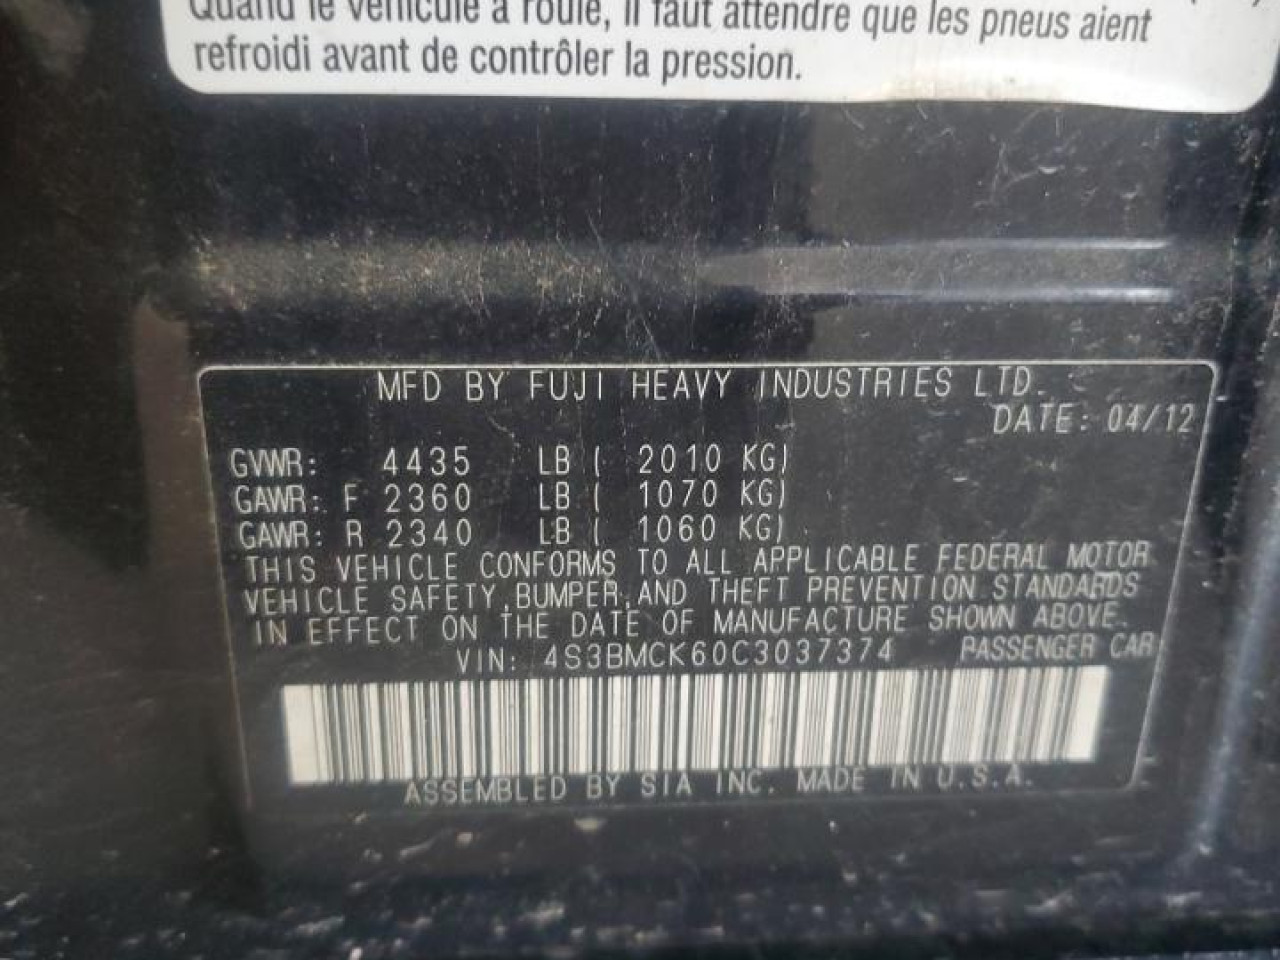 Quand le véhicule a roulé, il faut attendre que les pneus aient
refroidi avant de contrôler la pression.
MFD BY FUJI HEAVY INDUSTRIES LTD.
DATE: 04/12
GVWR: 4435 LB ( 2010 KG)
GAWR: F 2360 LB ( 1070 KG)
GAWR: R 2340 LB ( 1060 KG)
THIS VEHICLE CONFORMS TO ALL APPLICABLE FEDERAL MOTOR
VEHICLE SAFETY,BUMPER,AND THEFT PREVENTION STANDARDS
IN EFFECT ON THE DATE OF MANUFACTURE SHOWN ABOVE.
VIN: 4S3BMCK60C3037374 PASSENGER CAR
ASSEMBLED BY SIA INC. MADE IN U.S.A.